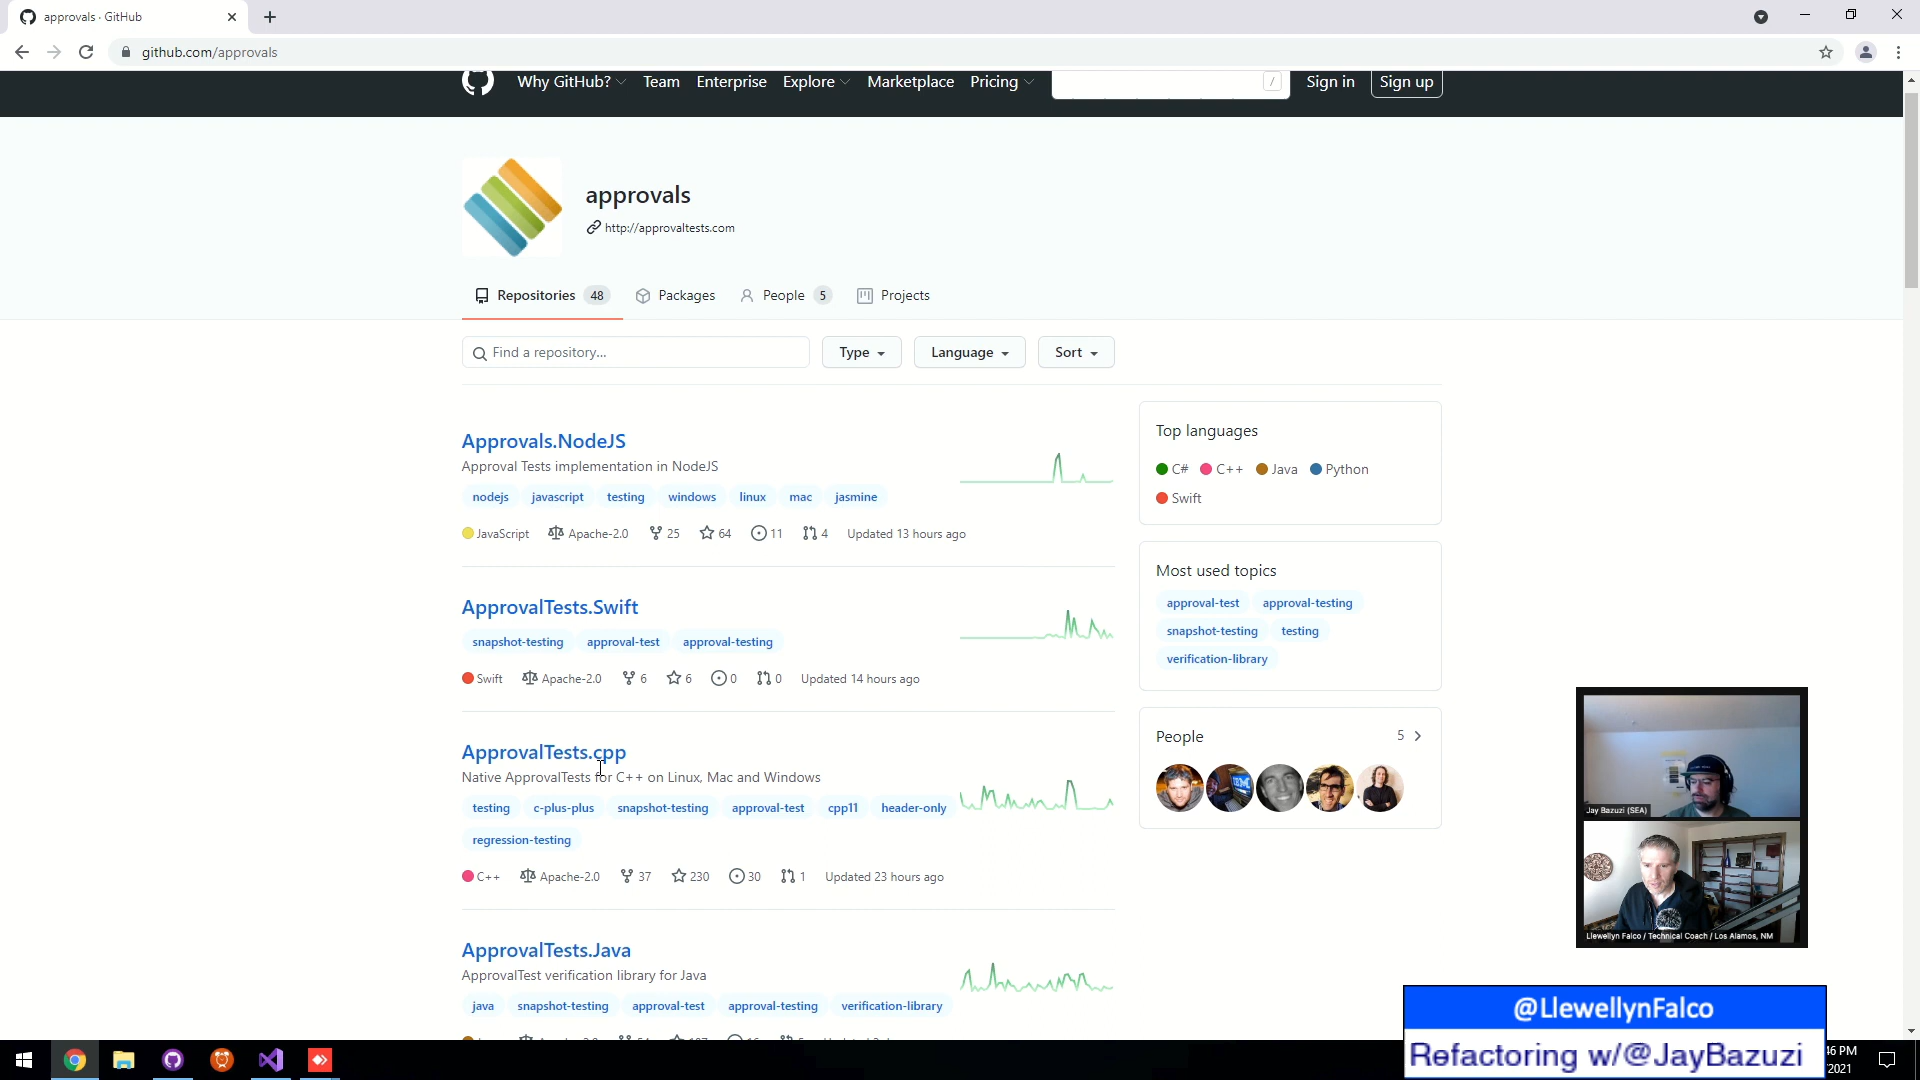 approvals · GitHub
github.com/approvals
Why GitHub? Team Enterprise Explore Marketplace Pricing / Sign in Sign up
approvals
http://approvaltests.com
Repositories 48 Packages People 5 Projects
Find a repository... Type Language Sort
Approvals.NodeJS
Approval Tests implementation in NodeJS
nodejs javascript testing windows linux mac jasmine
JavaScript Apache-2.0 25 64 11 4 Updated 13 hours ago
ApprovalTests.Swift
snapshot-testing approval-test approval-testing
Swift Apache-2.0 6 6 0 0 Updated 14 hours ago
ApprovalTests.cpp
Native ApprovalTests for C++ on Linux, Mac and Windows
testing c-plus-plus snapshot-testing approval-test cpp11 header-only
regression-testing
C++ Apache-2.0 37 230 30 1 Updated 23 hours ago
ApprovalTests.Java
ApprovalTest verification library for Java
java snapshot-testing approval-test approval-testing verification-library
Top languages
C# C++ Java Python
Swift
Most used topics
approval-test approval-testing
snapshot-testing testing
verification-library
People 5
Jay Bazuzi (SEA)
Llewellyn Falco / Technical Coach / Los Alamos, NM
@LlewellynFalco
Refactoring w/@JayBazuzi
46 PM
2021